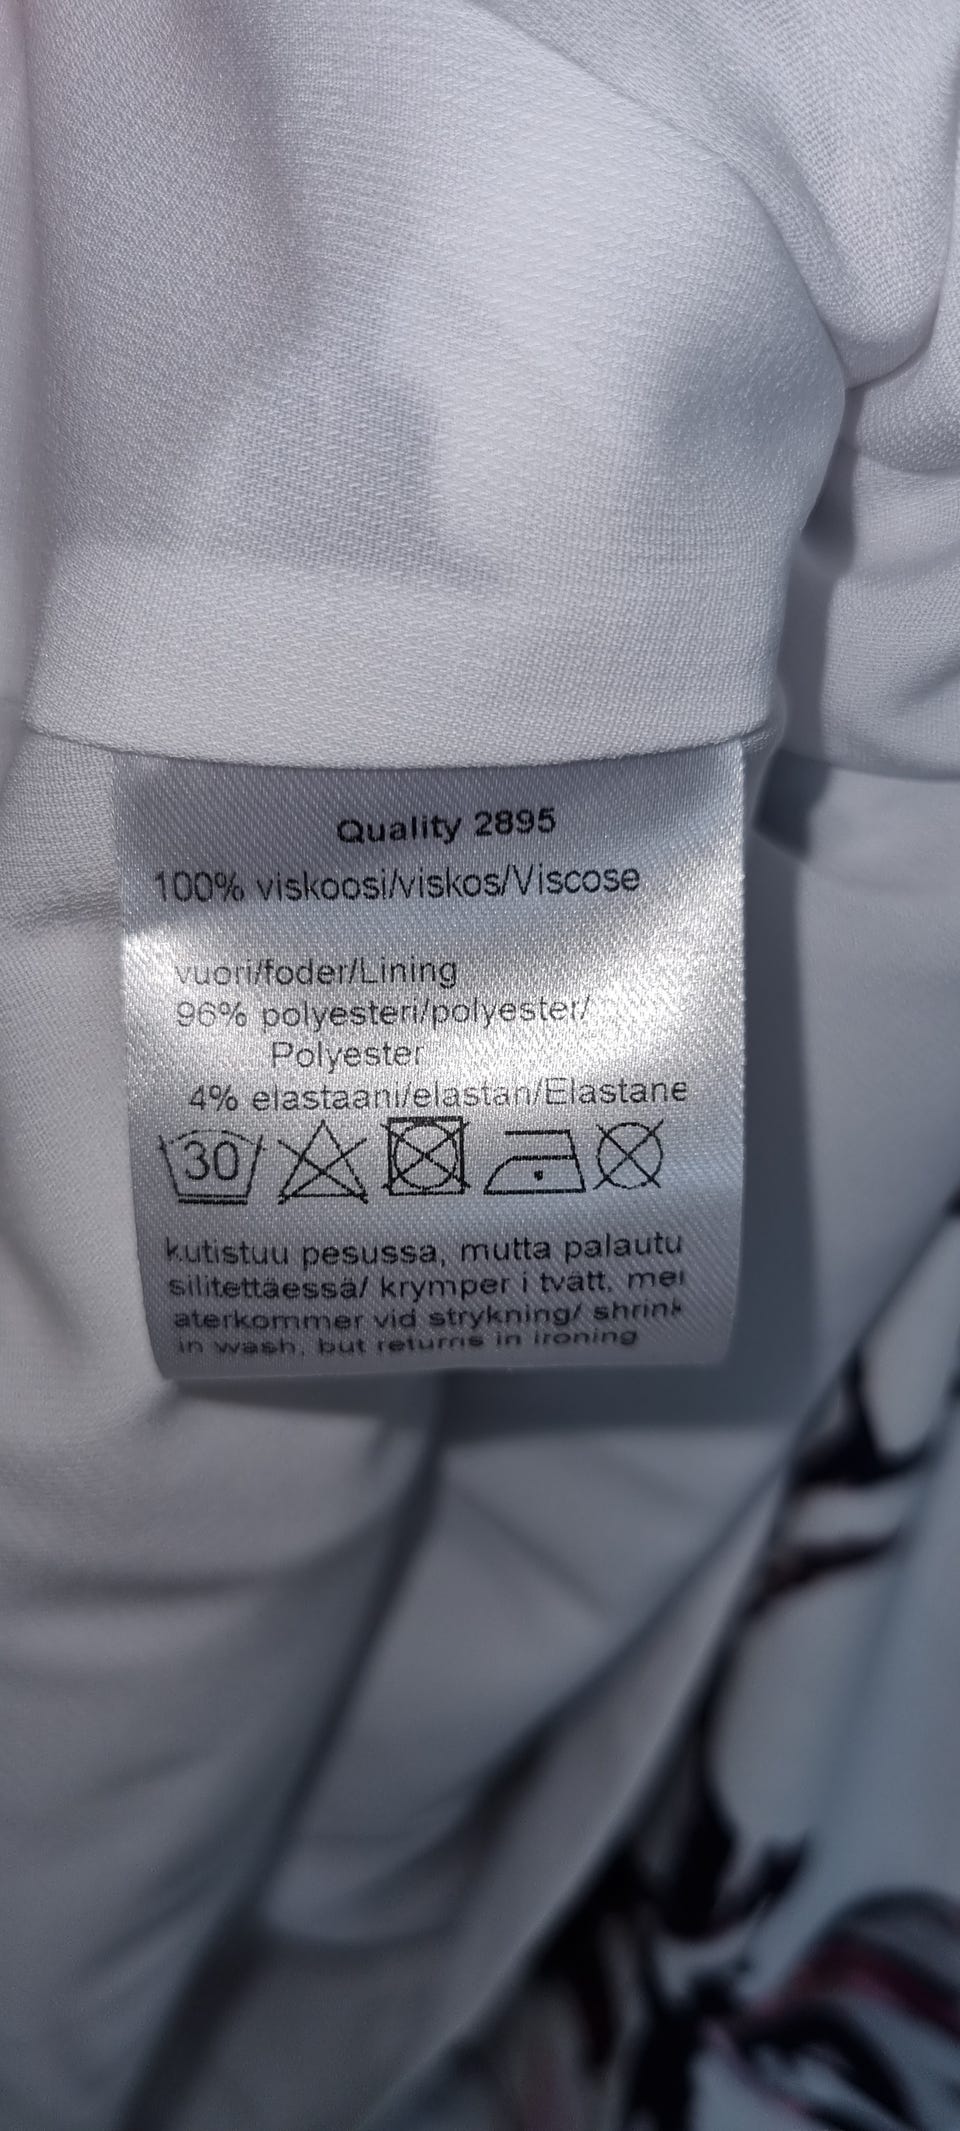 Quality 2895
100% viskoosi/viskos/Viscose
vuori/foder/Lining
96% polyesteri/polyester/
Polyester
4% elastaani/elastan/Elastane
30
kutistuu pesussa, mutta palautu
silitettäessä/ krymper i tvätt, men
aterkommer vid strykning/ shrink
in wash, but returns in ironing